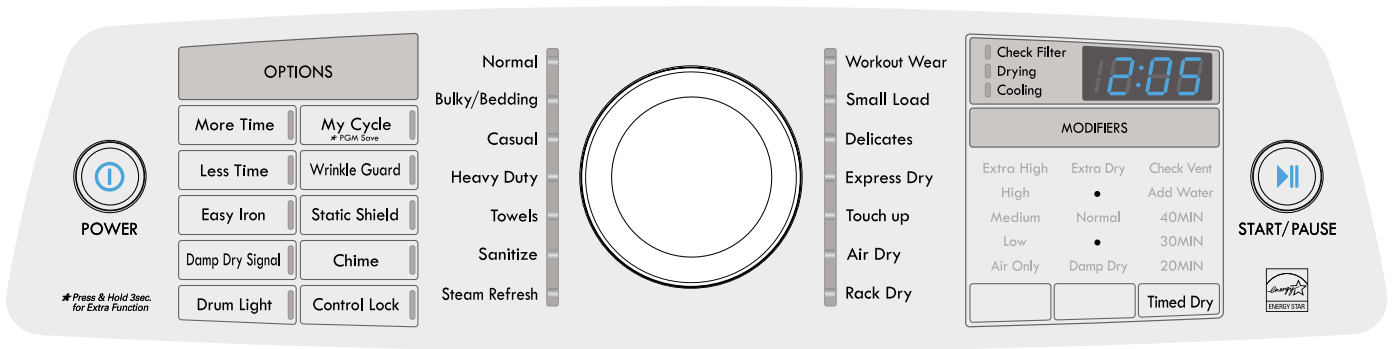 POWER
* Press & Hold 3sec.
for Extra Function
OPTIONS
More Time
My Cycle
* PGM Save
Less Time
Wrinkle Guard
Easy Iron
Static Shield
Damp Dry Signal
Chime
Drum Light
Control Lock
Normal
Bulky/Bedding
Casual
Heavy Duty
Towels
Sanitize
Steam Refresh
Workout Wear
Small Load
Delicates
Express Dry
Touch up
Air Dry
Rack Dry
Check Filter
Drying
Cooling
2:05
MODIFIERS
Extra High
High
Medium
Low
Air Only
Extra Dry
•
Normal
•
Damp Dry
Check Vent
Add Water
40MIN
30MIN
20MIN
Timed Dry
START/PAUSE
energy
ENERGY STAR